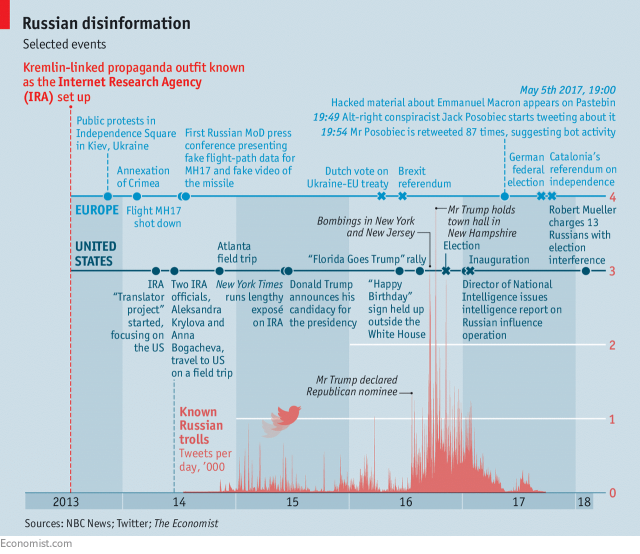 Russian disinformation
Selected events
Kremlin-linked propaganda outfit known
as the Internet Research Agency
(IRA) set up
May 5th 2017, 19:00
Hacked material about Emmanuel Macron appears on Pastebin
19:49 Alt-right conspiracist Jack Posobiec starts tweeting about it
19:54 Mr Posobiec is retweeted 87 times, suggesting bot activity
Public protests in
Independence Square
in Kiev, Ukraine
Annexation
of Crimea
First Russian MoD press
conference presenting
fake flight-path data for
MH17 and fake video of
the missile
Dutch vote on
Ukraine-EU treaty
Brexit
referendum
German
federal
election
Catalonia's
referendum on
independence
EUROPE
4
Flight MH17
shot down
Bombings in New York
and New Jersey
Mr Trump holds
town hall in
New Hampshire
Robert Mueller
charges 13
Russians with
election
interference
UNITED
STATES
Atlanta
field trip
"Florida Goes Trump" rally
Election
Inauguration
3
IRA
"Translator
project"
started,
focusing on
the US
Two IRA
officials,
Aleksandra
Krylova and
Anna
Bogacheva,
travel to US
on a field trip
New York Times
runs lengthy
exposé
on IRA
Donald Trump
announces his
candidacy for
the presidency
"Happy
Birthday"
sign held up
outside the
White House
Director of National
Intelligence issues
intelligence report on
Russian influence
operation
2
Mr Trump declared
Republican nominee
Known
Russian
trolls
Tweets per
day, '000
1
0
2013
14
15
16
17
18
Sources: NBC News; Twitter; The Economist
Economist.com